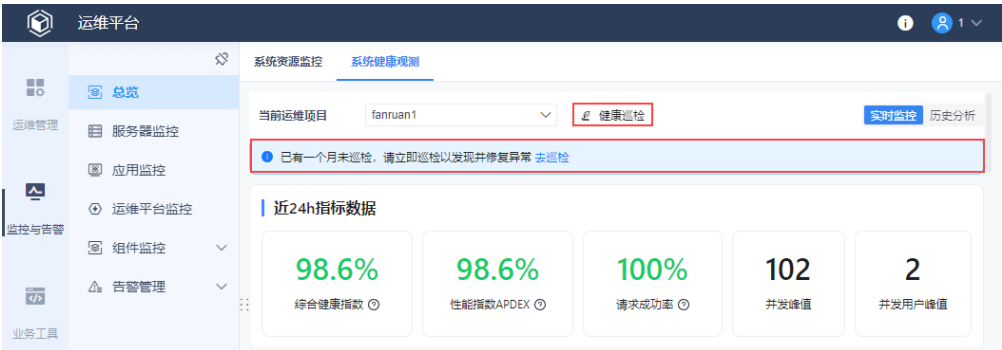 运维平台
1
系统资源监控 系统健康观测
运维管理
总览
服务器监控
应用监控
运维平台监控
组件监控
告警管理
监控与告警
业务工具
当前运维项目 fanruan1 健康巡检 实时监控 历史分析
已有一个月未巡检，请立即巡检以发现并修复异常 去巡检
近24h指标数据
98.6% 98.6% 100% 102 2
综合健康指数 性能指数APDEX 请求成功率 并发峰值 并发用户峰值